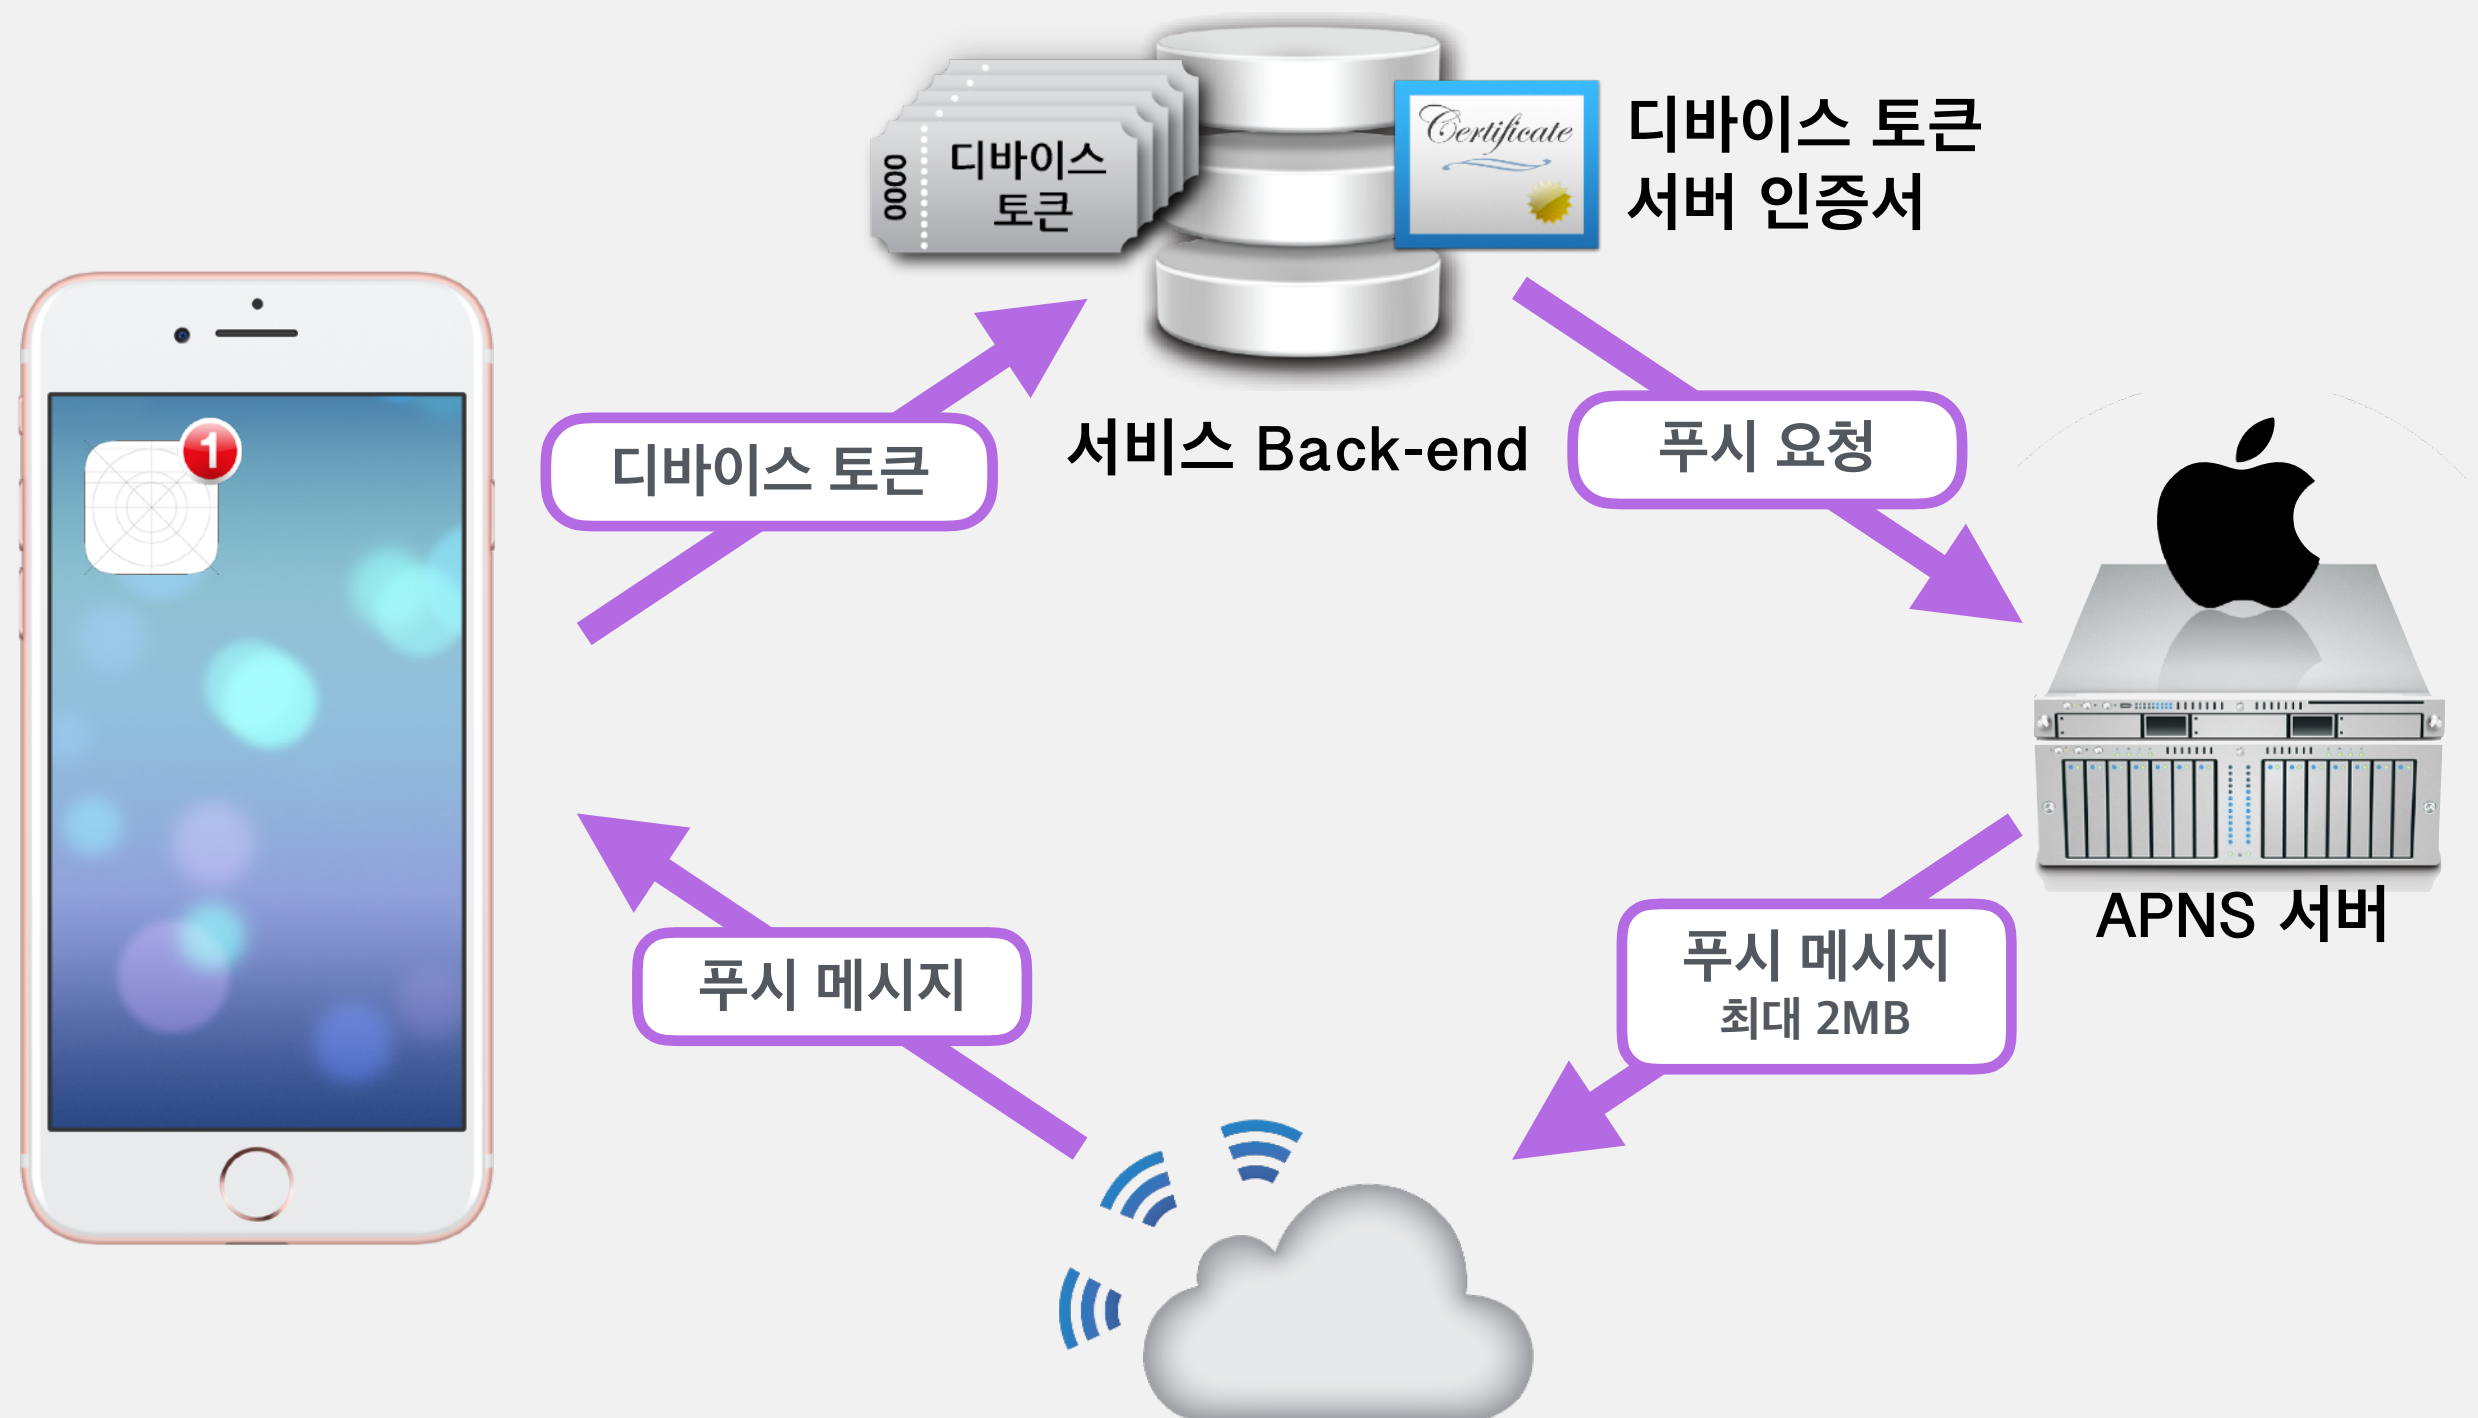 디바이스
토큰
0000
Certificate
디바이스 토큰
서버 인증서
1
디바이스 토큰
서비스 Back-end
푸시 요청
APNS 서버
푸시 메시지
최대 2MB
푸시 메시지